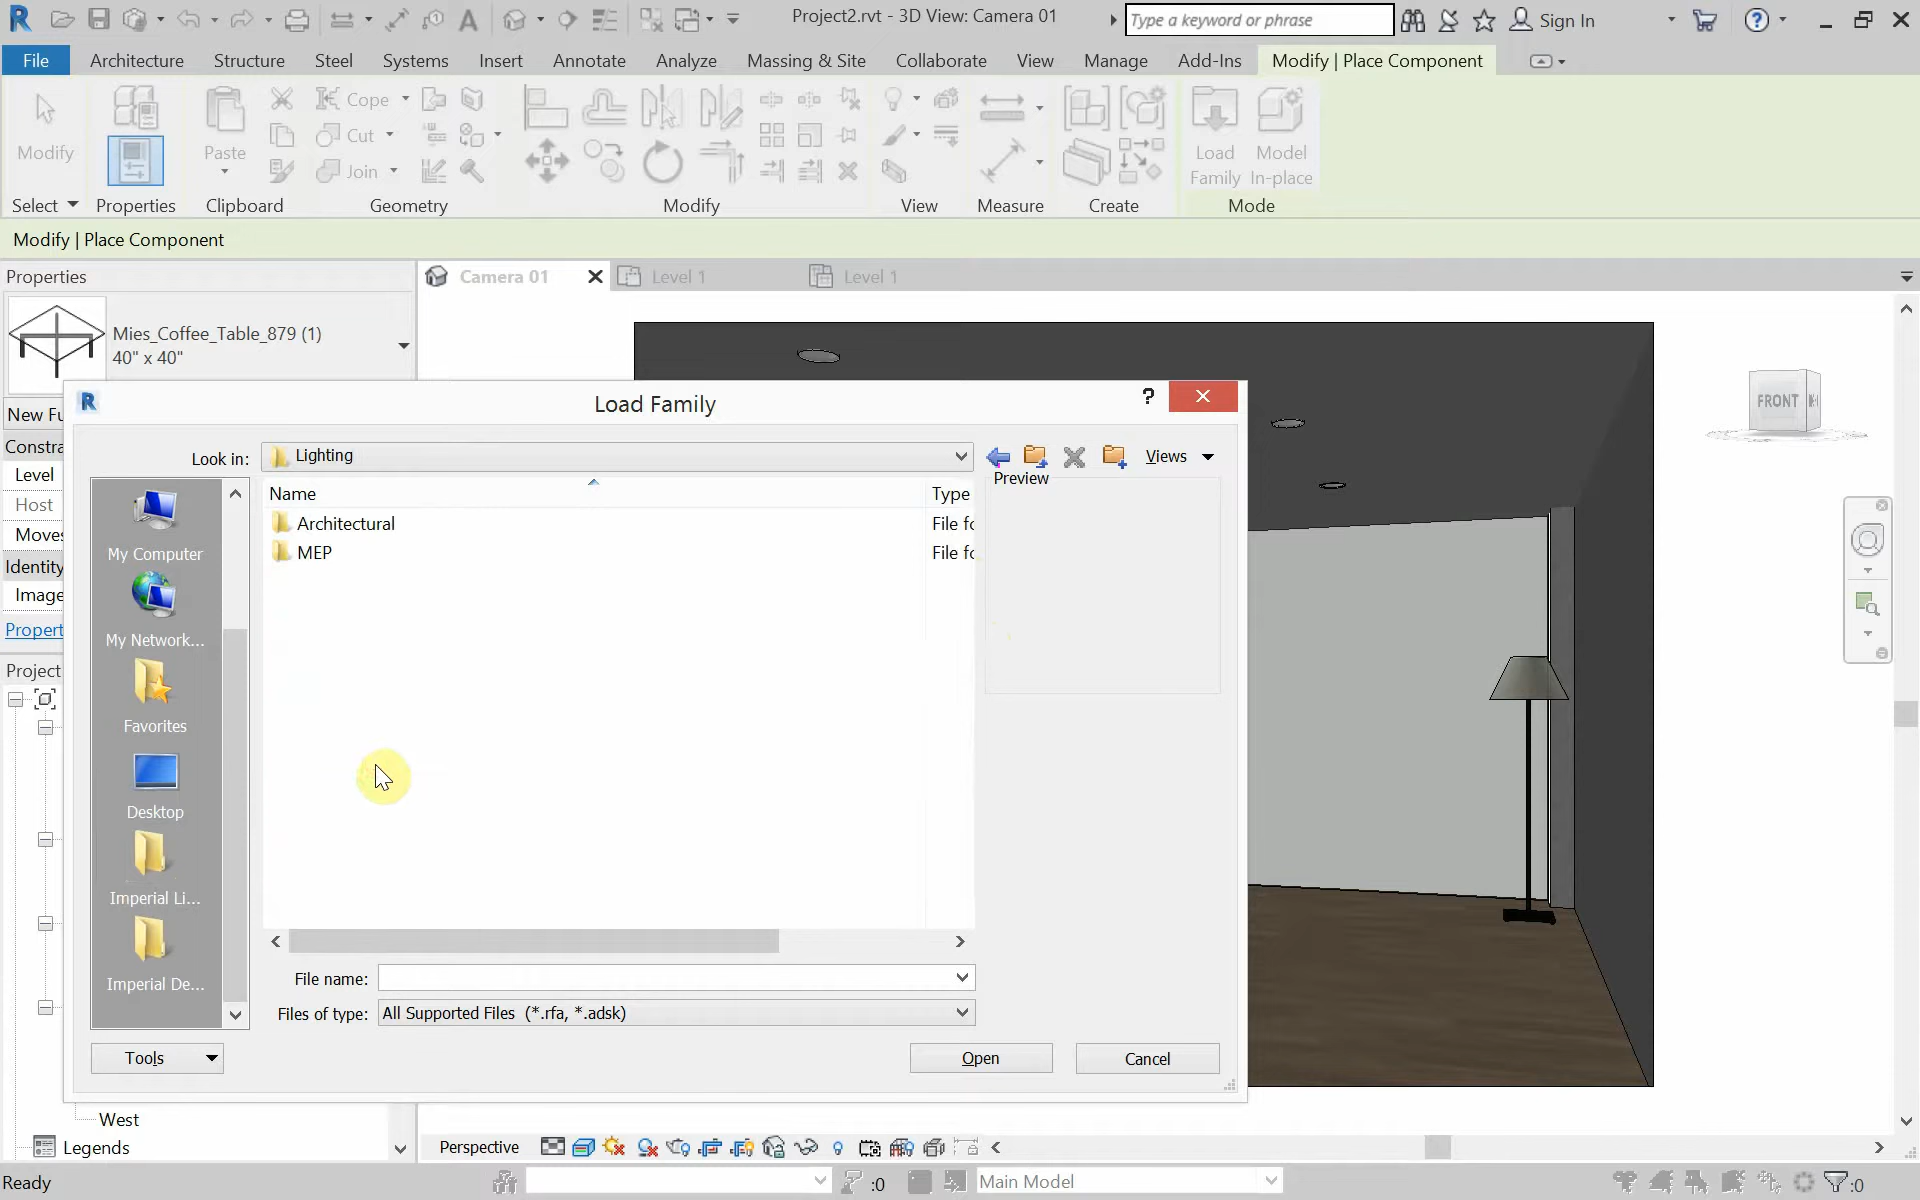 Project2.rvt - 3D View: Camera 01
Type a keyword or phrase
Sign In
File Architecture Structure Steel Systems Insert Annotate Analyze Massing & Site Collaborate View Manage Add-Ins Modify | Place Component
Modify
Paste
Cope
Cut
Join
Load Family
Model In-place
Select Properties Clipboard Geometry Modify View Measure Create Mode
Modify | Place Component
Properties
Camera 01
Level 1
Level 1
Mies_Coffee_Table_879 (1)
40" x 40"
FRONT
Load Family
?
Look in:
Lighting
Views
Preview
Name
Type
Architectural
File fo
MEP
File fo
My Computer
My Network...
Favorites
Desktop
Imperial Li...
Imperial De...
File name:
Files of type:
All Supported Files (*.rfa, *.adsk)
Tools
Open
Cancel
New Fu
Constra
Level
Host
Moves
Identity
Image
Propert
Project
West
Legends
Perspective
Ready
:0
Main Model
:0